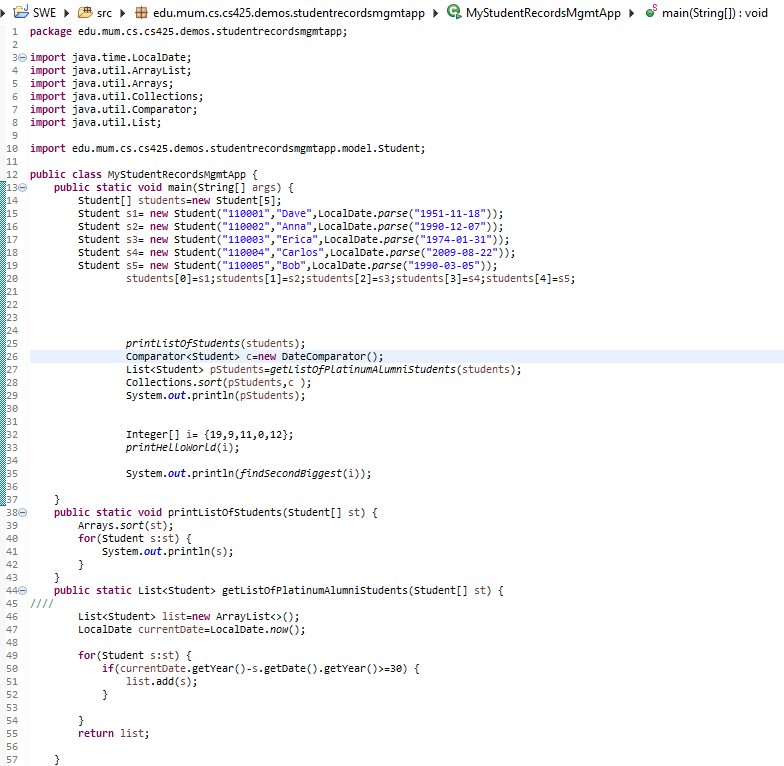 SWE src edu.mum.cs.cs425.demos.studentrecordsmgmtapp MyStudentRecordsMgmtApp main(String[]) : void
1 package edu.mum.cs.cs425.demos.studentrecordsmgmtapp;
2
3 import java.time.LocalDate;
4 import java.util.ArrayList;
5 import java.util.Arrays;
6 import java.util.Collections;
7 import java.util.Comparator;
8 import java.util.List;
9
10 import edu.mum.cs.cs425.demos.studentrecordsmgmtapp.model.Student;
11
12 public class MyStudentRecordsMgmtApp {
13     public static void main(String[] args) {
14         Student[] students=new Student[5];
15         Student s1= new Student("110001","Dave",LocalDate.parse("1951-11-18"));
16         Student s2= new Student("110002","Anna",LocalDate.parse("1990-12-07"));
17         Student s3= new Student("110003","Erica",LocalDate.parse("1974-01-31"));
18         Student s4= new Student("110004","Carlos",LocalDate.parse("2009-08-22"));
19         Student s5= new Student("110005","Bob",LocalDate.parse("1990-03-05"));
20                 students[0]=s1;students[1]=s2;students[2]=s3;students[3]=s4;students[4]=s5;
21
22
23
24
25                 printListOfStudents(students);
26                 Comparator<Student> c=new DateComparator();
27                 List<Student> pStudents=getListOfPlatinumAlumniStudents(students);
28                 Collections.sort(pStudents,c );
29                 System.out.println(pStudents);
30
31
32                 Integer[] i= {19,9,11,0,12};
33                 printHelloWorld(i);
34
35                 System.out.println(findSecondBiggest(i));
36
37     }
38     public static void printListOfStudents(Student[] st) {
39         Arrays.sort(st);
40         for(Student s:st) {
41             System.out.println(s);
42         }
43     }
44     public static List<Student> getListOfPlatinumAlumniStudents(Student[] st) {
45 ////
46         List<Student> list=new ArrayList<>();
47         LocalDate currentDate=LocalDate.now();
48
49         for(Student s:st) {
50             if(currentDate.getYear()-s.getDate().getYear()>=30) {
51                 list.add(s);
52             }
53
54         }
55         return list;
56
57     }